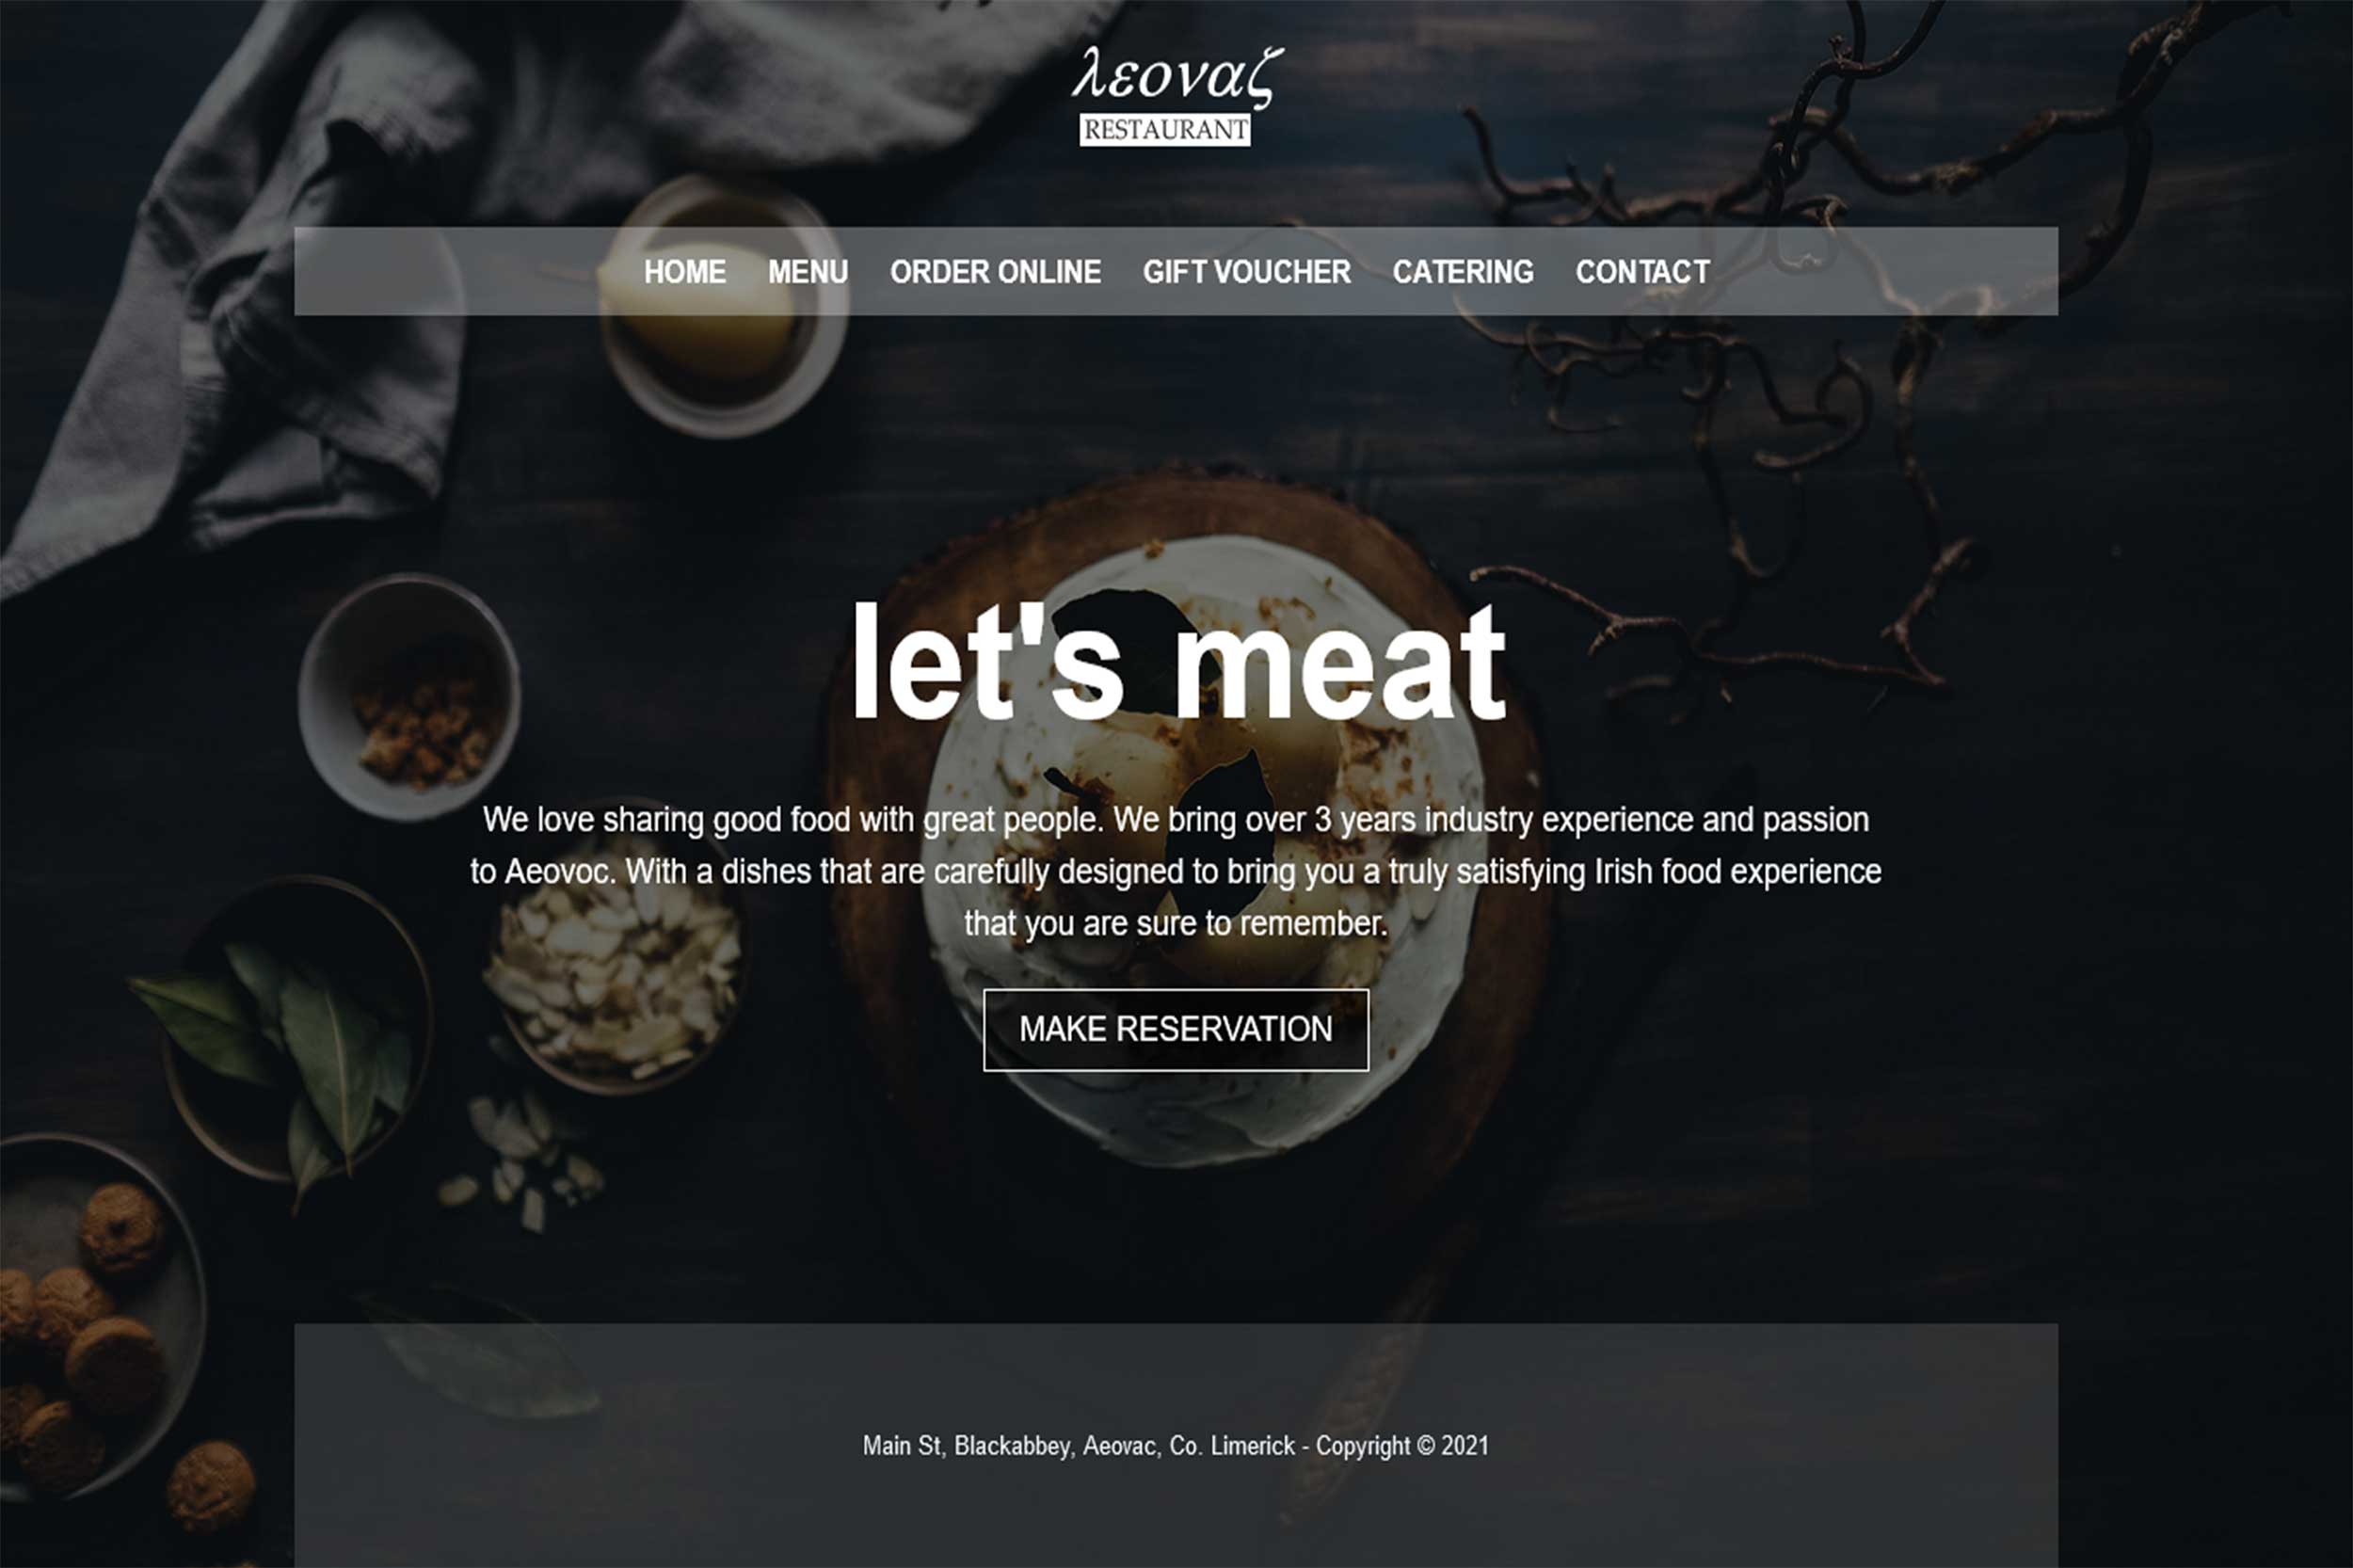 λεοναζ
RESTAURANT
HOME MENU ORDER ONLINE GIFT VOUCHER CATERING CONTACT
let's meat
We love sharing good food with great people. We bring over 3 years industry experience and passion
to Aeovoc. With a dishes that are carefully designed to bring you a truly satisfying Irish food experience
that you are sure to remember.
MAKE RESERVATION
Main St, Blackabbey, Aeovac, Co. Limerick - Copyright © 2021